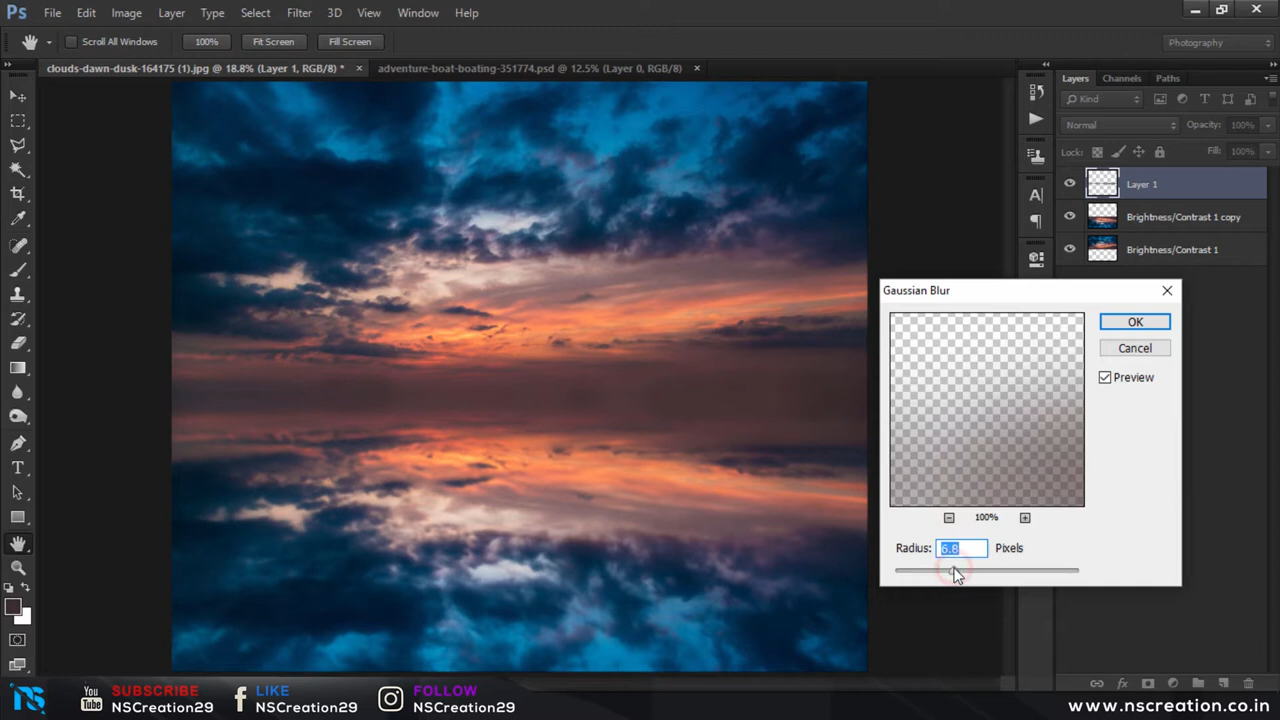 Ps File Edit Image Layer Type Select Filter 3D View Window Help
Scroll All Windows 100% Fit Screen Fill Screen Photography
clouds-dawn-dusk-164175 (1).jpg @ 18.8% (Layer 1, RGB/8) * × adventure-boat-boating-351774.psd @ 12.5% (Layer 0, RGB/8) ×
Layers Channels Paths
Kind
Normal Opacity: 100%
Lock: Fill: 100%
Layer 1
Brightness/Contrast 1 copy
Brightness/Contrast 1
Gaussian Blur
OK
Cancel
Preview
100%
Radius: 6.8 Pixels
NS
You Tube
SUBSCRIBE
NSCreation29
LIKE
NSCreation29
FOLLOW
NSCreation29
www.nscreation.co.in